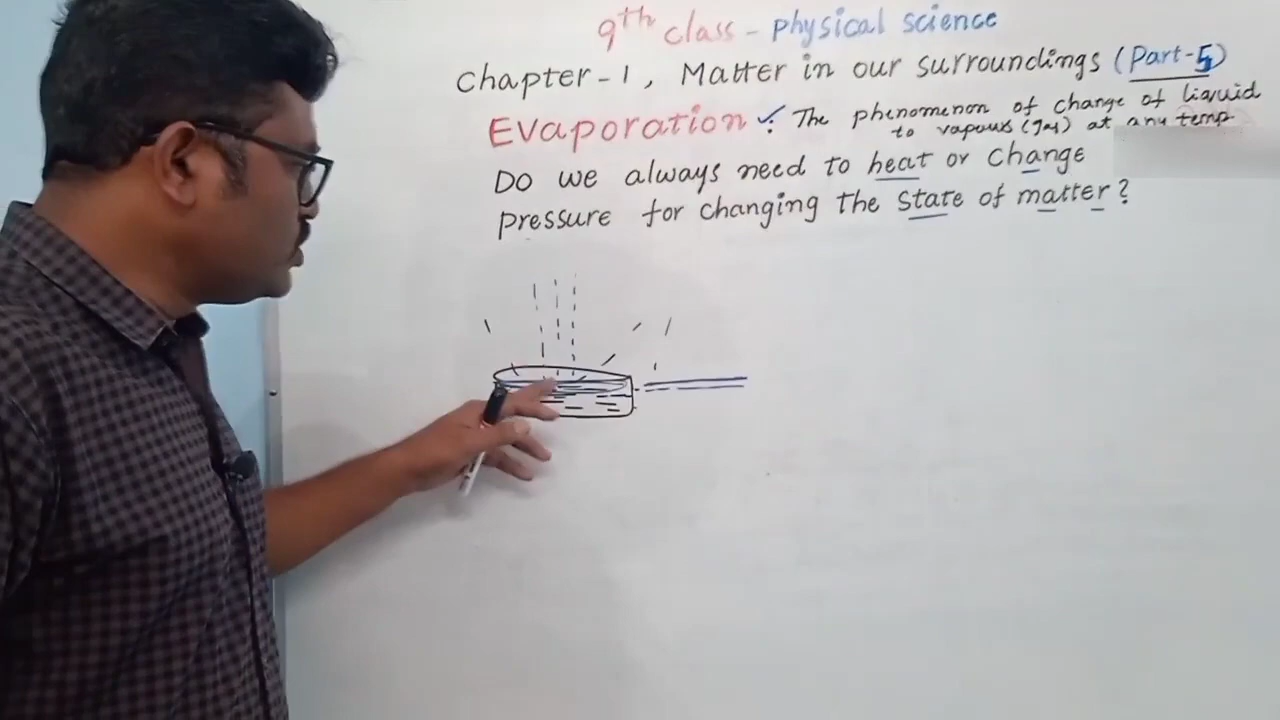 9th class - physical science
Chapter-1, Matter in our surroundings (Part-5)
Evaporation ✓: The phenomenon of change of liquid
to vapous (gas) at any temp
Do we always need to heat or change
pressure for changing the state of matter?